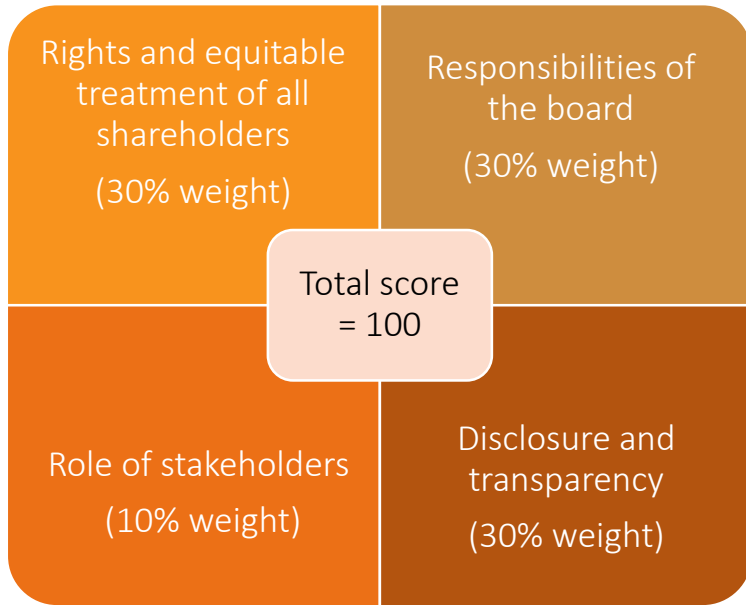 Rights and equitable
treatment of all
shareholders
(30% weight)
Responsibilities of
the board
(30% weight)
Total score
= 100
Role of stakeholders
(10% weight)
Disclosure and
transparency
(30% weight)